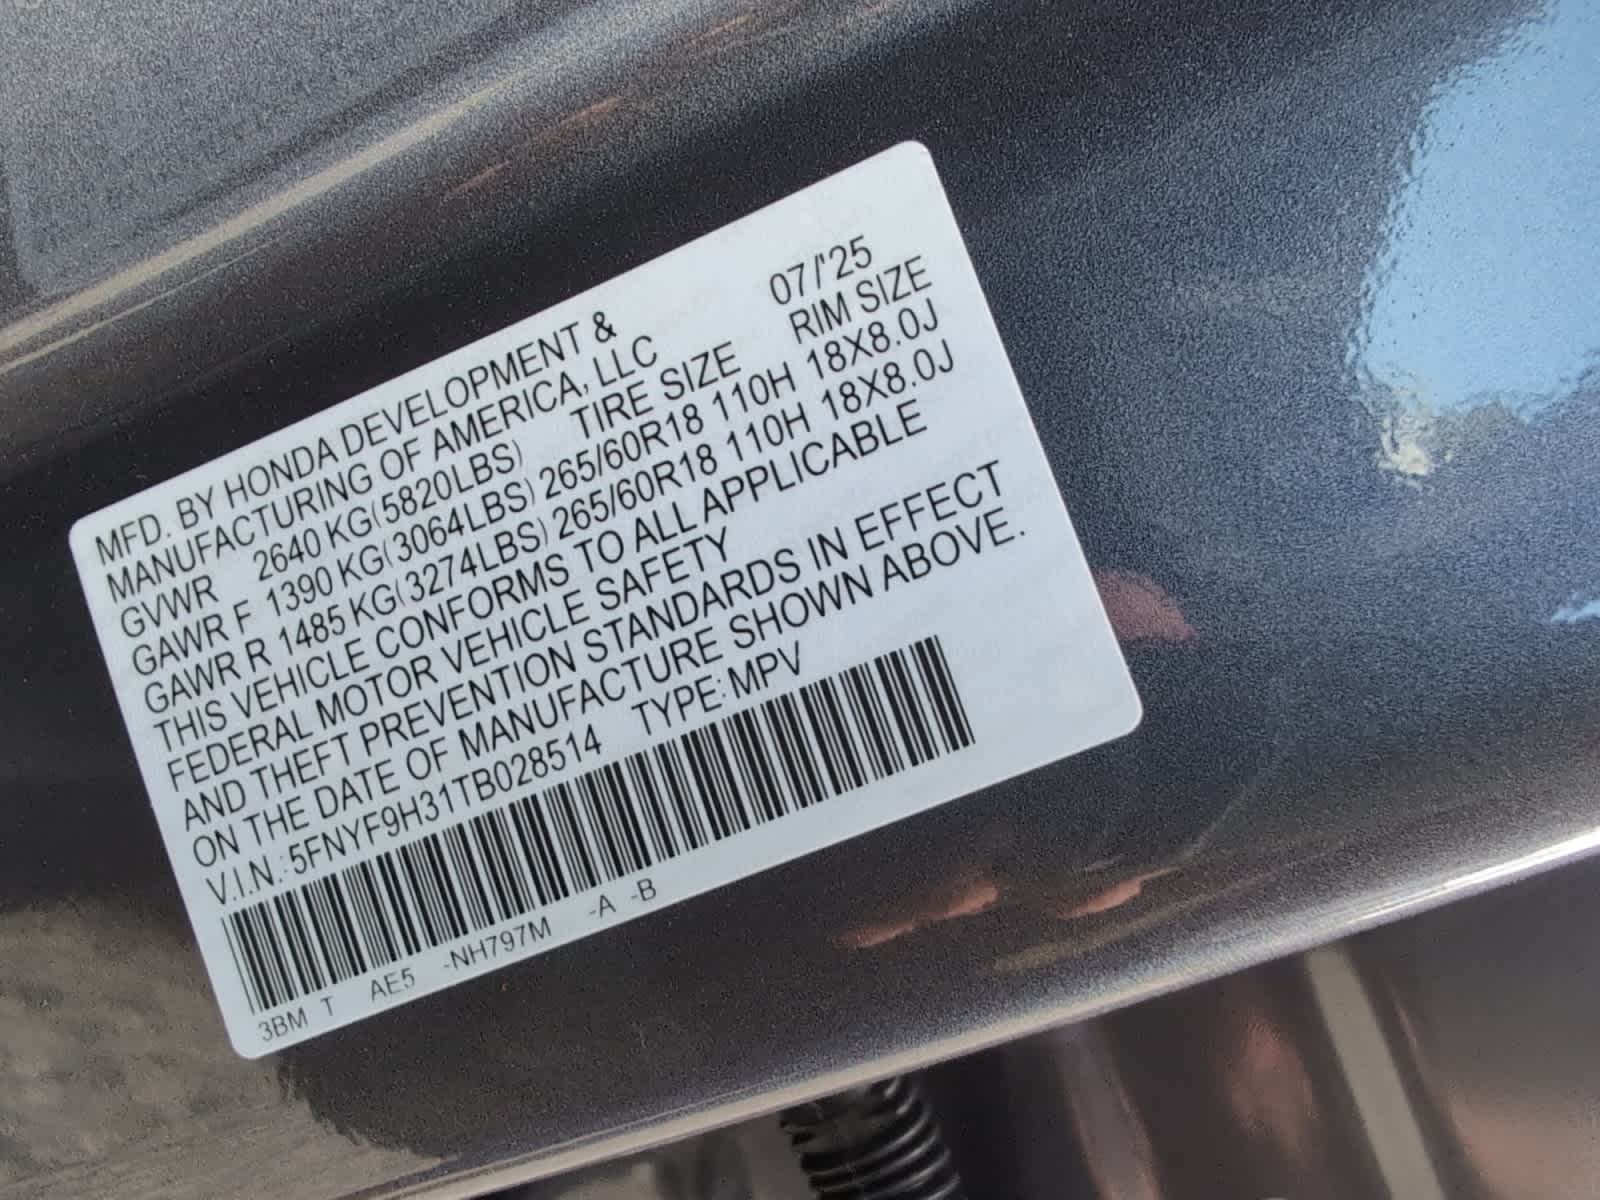 07/'25
MFD. BY HONDA DEVELOPMENT &
MANUFACTURING OF AMERICA, LLC
GVWR 2640 KG(5820LBS) TIRE SIZE RIM SIZE
GAWR F 1390 KG(3064LBS) 265/60R18 110H 18X8.0J
GAWR R 1485 KG(3274LBS) 265/60R18 110H 18X8.0J
THIS VEHICLE CONFORMS TO ALL APPLICABLE
FEDERAL MOTOR VEHICLE SAFETY
AND THEFT PREVENTION STANDARDS IN EFFECT
ON THE DATE OF MANUFACTURE SHOWN ABOVE.
V.I.N.: 5FNYF9H31TB028514 TYPE: MPV
3BM T AE5 -NH797M -A -B